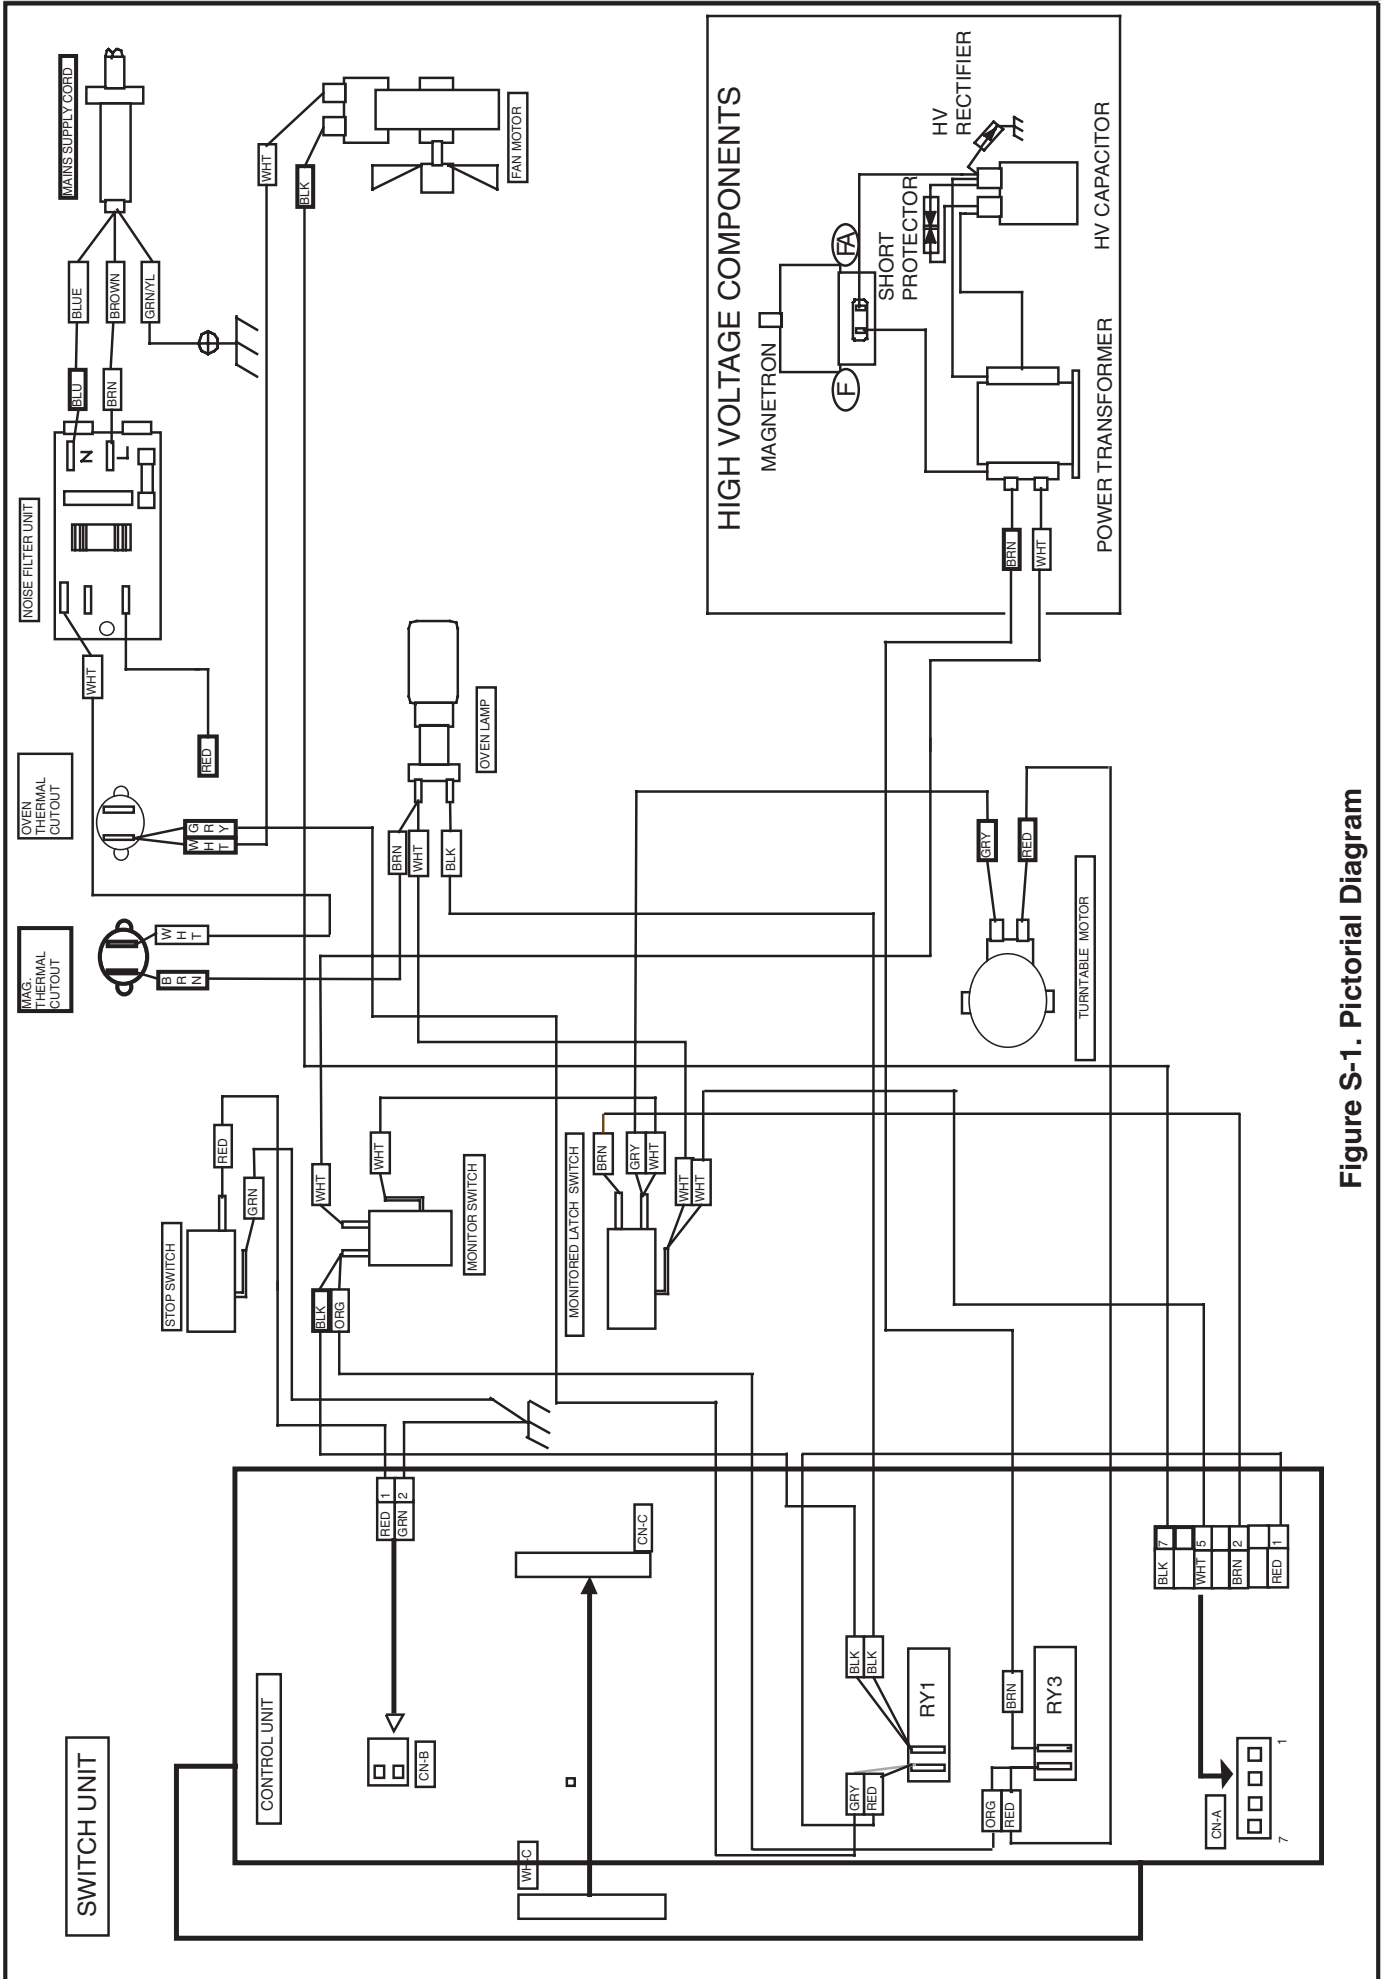 SWITCH UNIT
CONTROL UNIT
CN-B
RED 1
GRN 2
WH-C
CN-C
GRY
RED
BLK
BLK
RY1
ORG
RED
BRN
RY3
CN-A
7
1
BLK 7
WHT 5
BRN 2
RED 1
STOP SWITCH
RED
GRN
BLK
ORG
WHT
WHT
MONITOR SWITCH
MONITORED LATCH SWITCH
BRN
GRY
WHT
WHT
WHT
TURNTABLE MOTOR
GRY
RED
MAG.
THERMAL
CUTOUT
WHT
BRN
OVEN
THERMAL
CUTOUT
GRY
WHT
BRN
WHT
BLK
OVEN LAMP
NOISE FILTER UNIT
WHT
RED
N
L
BLU
BRN
BLUE
BROWN
GRN/YL
MAINS SUPPLY CORD
WHT
BLK
FAN MOTOR
HIGH VOLTAGE COMPONENTS
MAGNETRON
F
FA
SHORT
PROTECTOR
HV
RECTIFIER
BRN
WHT
POWER TRANSFORMER
HV CAPACITOR
Figure S-1. Pictorial Diagram